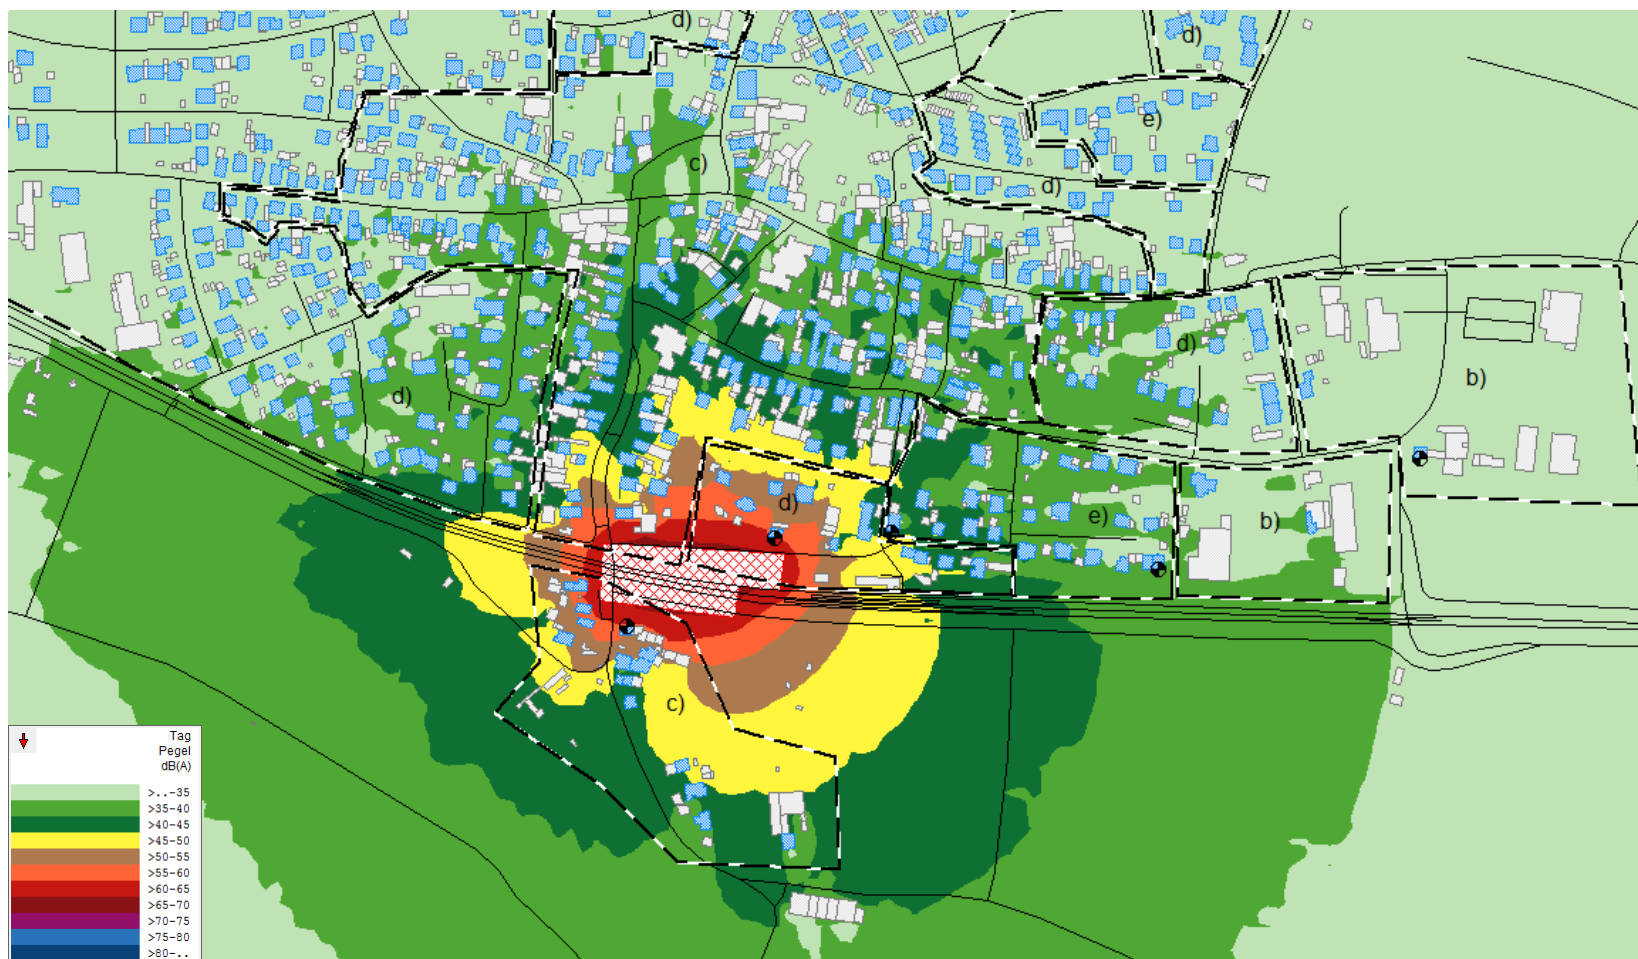 d)
d)
e)
c)
d)
d)
b)
d)
d)
e)
b)
c)
Tag
Pegel
dB(A)
>..-35
>35-40
>40-45
>45-50
>50-55
>55-60
>60-65
>65-70
>70-75
>75-80
>80-..